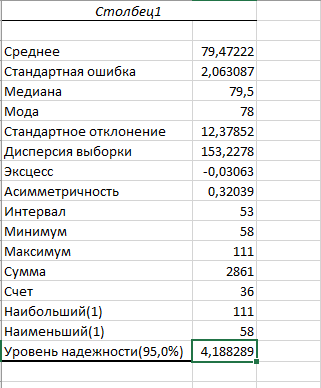 Столбец1
Среднее 79,47222
Стандартная ошибка 2,063087
Медиана 79,5
Мода 78
Стандартное отклонение 12,37852
Дисперсия выборки 153,2278
Эксцесс -0,03063
Асимметричность 0,32039
Интервал 53
Минимум 58
Максимум 111
Сумма 2861
Счет 36
Наибольший(1) 111
Наименьший(1) 58
Уровень надежности(95,0%) 4,188289